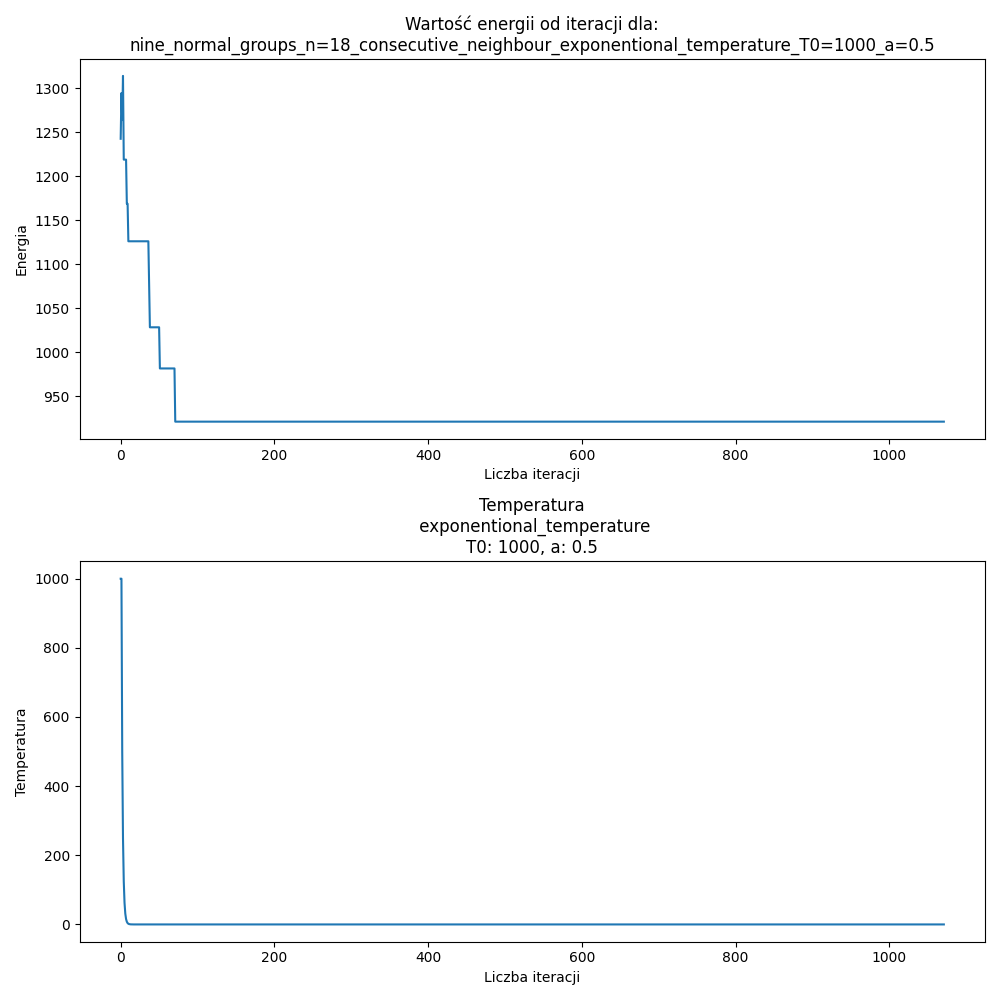 Wartość energii od iteracji dla:
nine_normal_groups_n=18_consecutive_neighbour_exponentional_temperature_T0=1000_a=0.5
1300
1250
1200
1150
1100
1050
1000
950
Energia
0 200 400 600 800 1000
Liczba iteracji
Temperatura
exponentional_temperature
T0: 1000, a: 0.5
1000
800
600
400
200
0
Temperatura
0 200 400 600 800 1000
Liczba iteracji